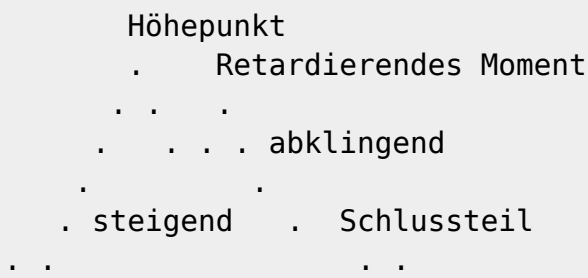 Höhepunkt
. Retardierendes Moment
. . .
. . . . abklingend
. .
. steigend . Schlussteil
. . . .